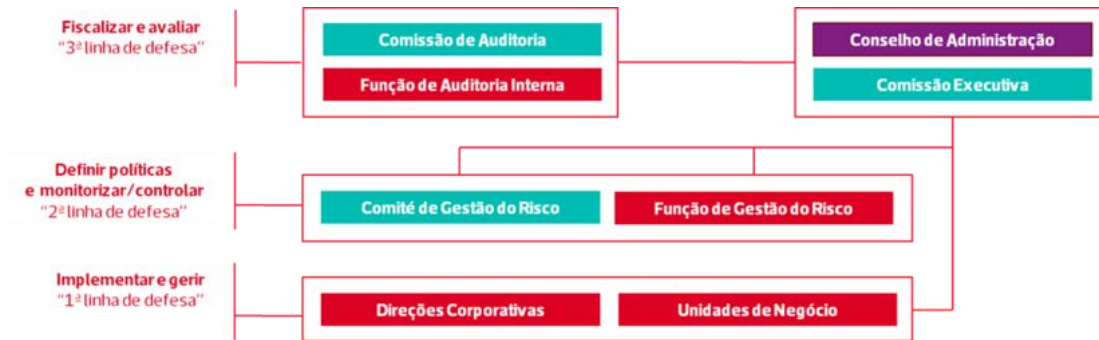 Fiscalizar e avaliar
“3ª linha de defesa”
Comissão de Auditoria
Função de Auditoria Interna
Conselho de Administração
Comissão Executiva
Definir políticas
e monitorizar/controlar
“2ª linha de defesa”
Comité de Gestão do Risco
Função de Gestão do Risco
Implementar e gerir
“1ª linha de defesa”
Direções Corporativas
Unidades de Negócio